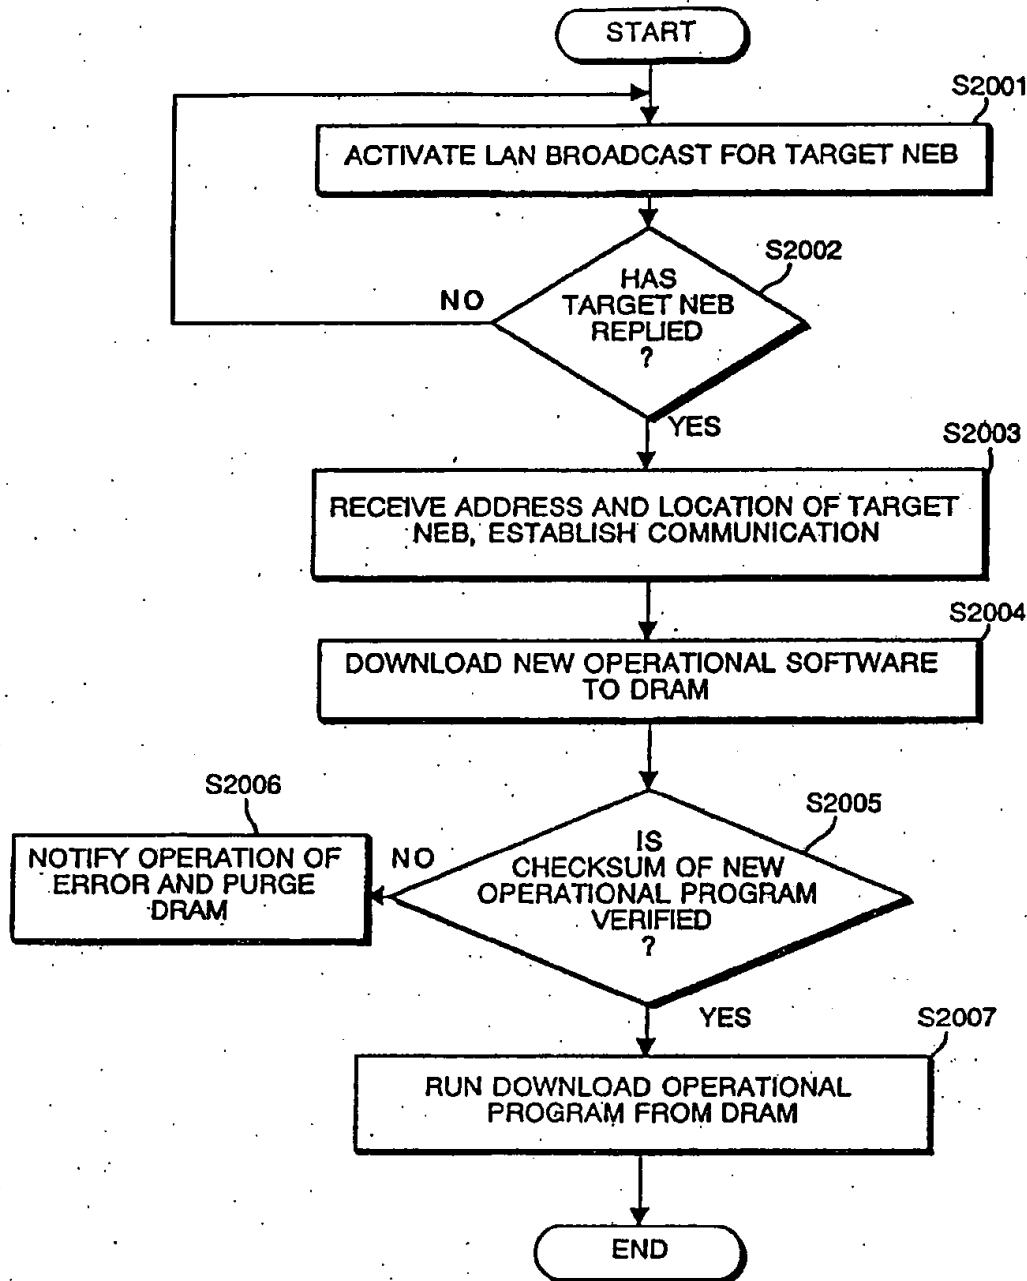 START
S2001
ACTIVATE LAN BROADCAST FOR TARGET NEB
S2002
HAS
TARGET NEB
REPLIED
?
NO
YES
S2003
RECEIVE ADDRESS AND LOCATION OF TARGET
NEB, ESTABLISH COMMUNICATION
S2004
DOWNLOAD NEW OPERATIONAL SOFTWARE
TO DRAM
S2005
IS
CHECKSUM OF NEW
OPERATIONAL PROGRAM
VERIFIED
?
NO
S2006
NOTIFY OPERATION OF
ERROR AND PURGE
DRAM
YES
S2007
RUN DOWNLOAD OPERATIONAL
PROGRAM FROM DRAM
END